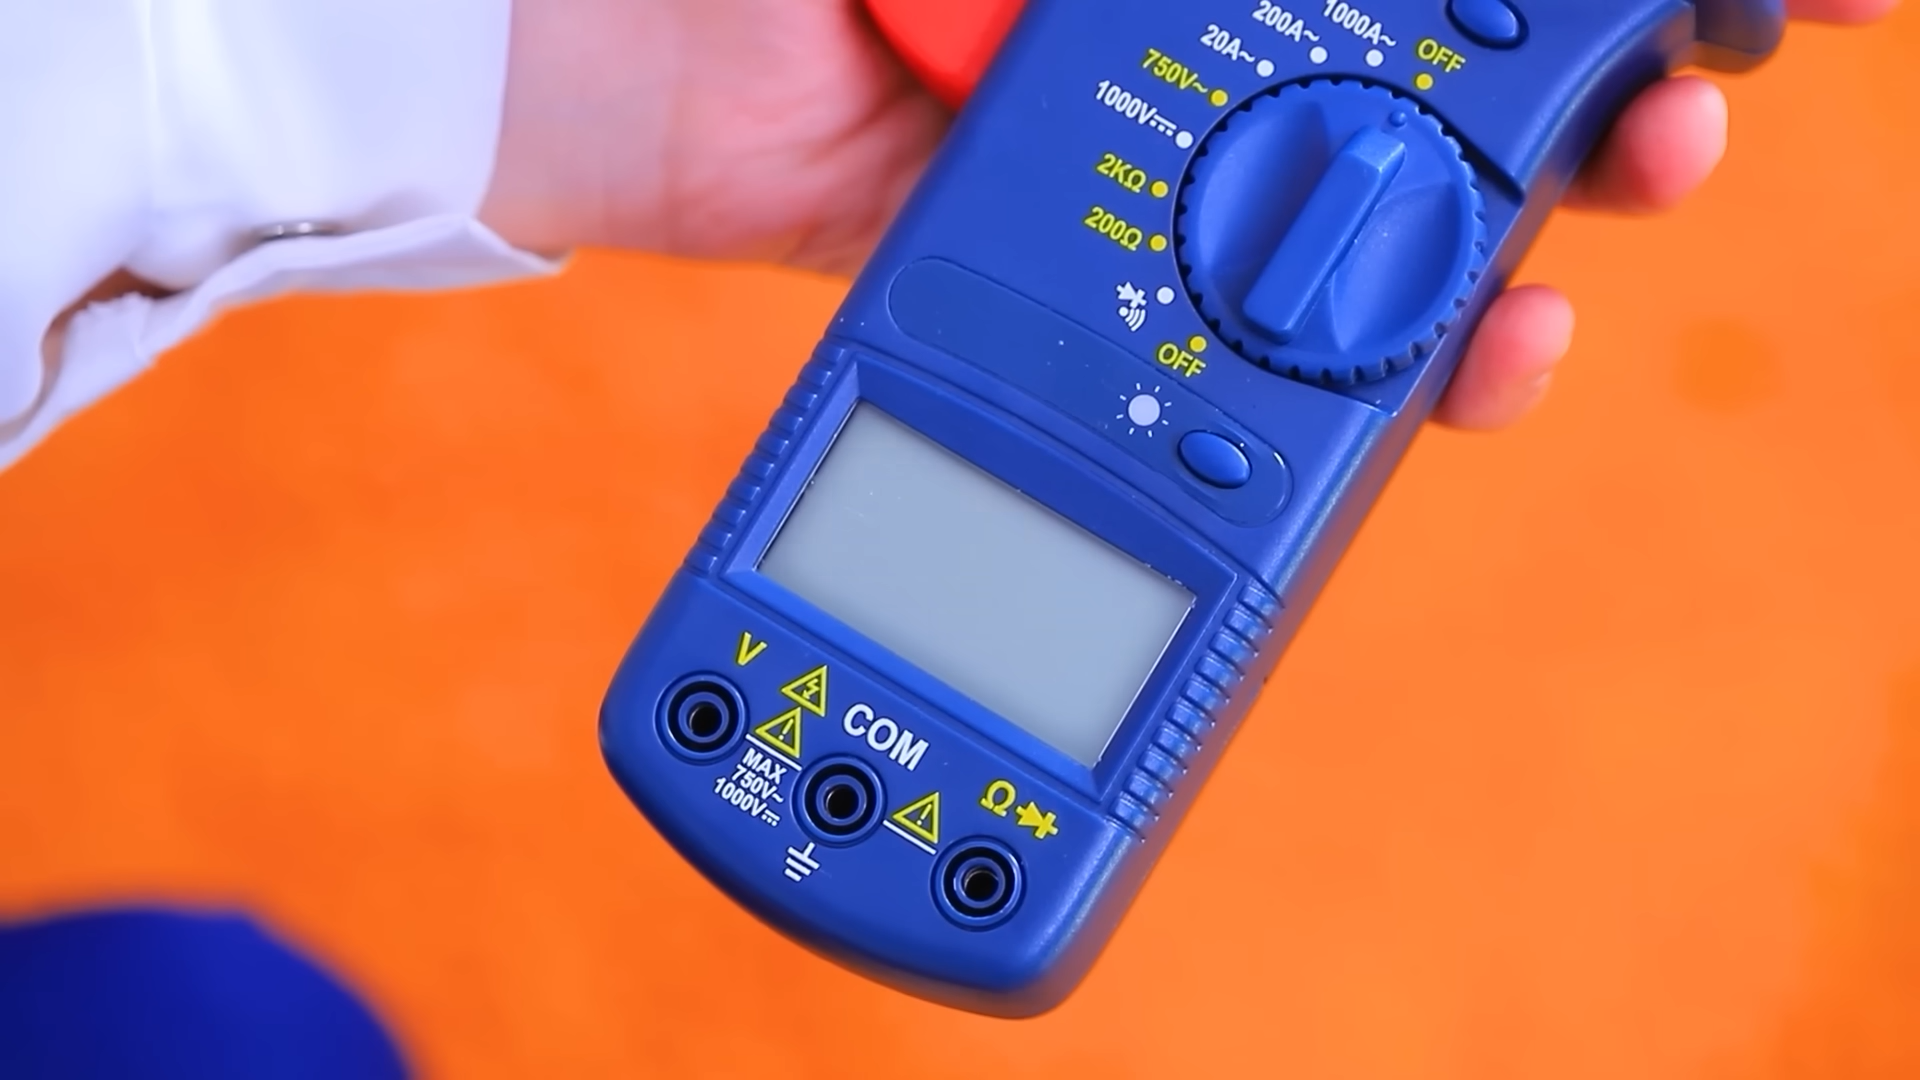 1000A~
200A~
20A~
OFF
750V~
1000V⎓
2KΩ
200Ω
OFF
V
COM
MAX
750V~
1000V⎓
Ω